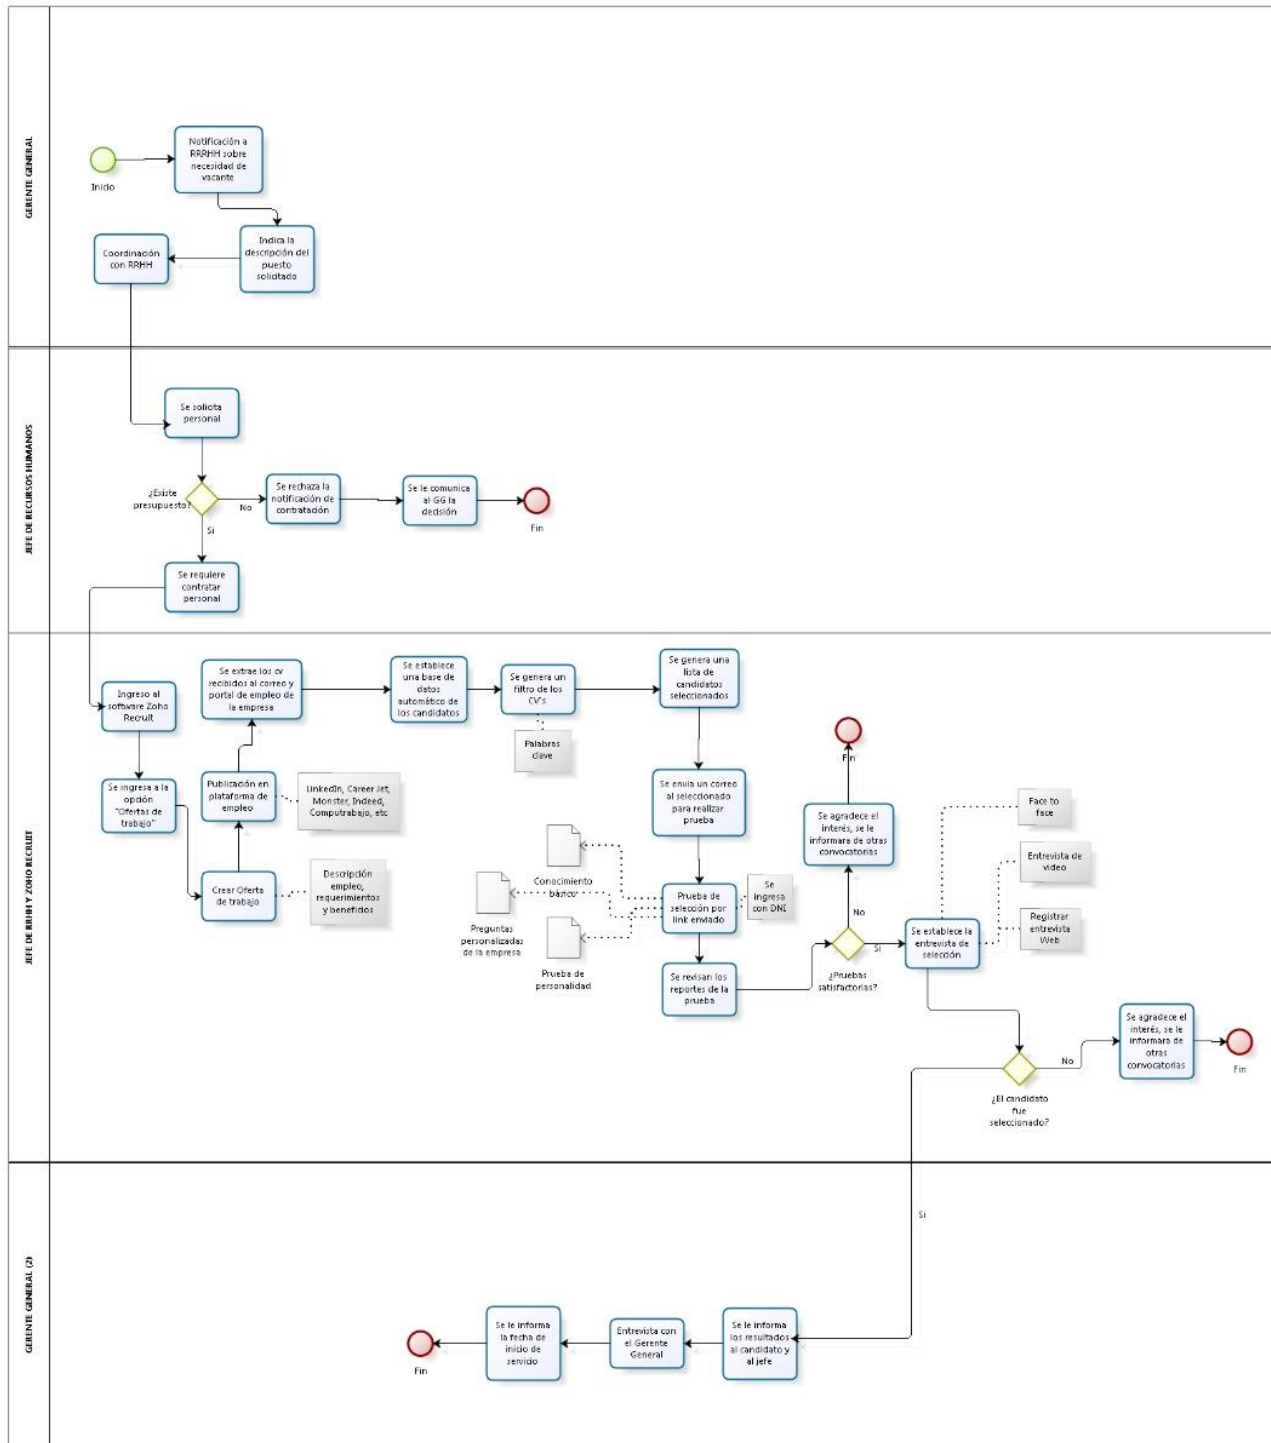 GERENTE GENERAL
Inicio
Notificación a
RRRHH sobre
necesidad de
vacante
Indica la
descripción del
puesto
solicitado
Coordinación
con RRHH
JEFE DE RECURSOS HUMANOS
Se solicita
personal
¿Existe
presupuesto?
No
Si
Se rechaza la
notificación de
contratación
Se le comunica
al GG la
decisión
Fin
Se requiere
contratar
personal
JEFE DE RRHH Y ZOHO RECRUIT
Ingreso al
software Zoho
Recruit
Se ingresa a la
opción
"Ofertas de
trabajo"
Crear Oferta
de trabajo
Descripción
empleo,
requerimientos
y beneficios
Publicación en
plataforma de
empleo
LinkedIn, Career Jet,
Monster, Indeed,
Computrabajo, etc
Se extrae los cv
recibidos al correo y
portal de empleo de
la empresa
Se establece
una base de
datos
automático de
los candidatos
Se genera un
filtro de los
CV's
Palabras
clave
Se genera una
lista de
candidatos
seleccionados
Se envia un correo
al seleccionado
para realizar
prueba
Prueba de
selección por
link enviado
Se
ingresa
con DNI
Conocimiento
básico
Preguntas
personalizadas
de la empresa
Prueba de
personalidad
Se revisan los
reportes de la
prueba
¿Pruebas
satisfactorias?
No
Si
Se agradece el
interés, se le
informara de otras
convocatorias
Fin
Se establece la
entrevista de
selección
Face to
face
Entrevista de
video
Registrar
entrevista
Web
¿El candidato
fue
seleccionado?
No
Se agradece el
interés, se le
informara de
otras
convocatorias
Fin
Si
GERENTE GENERAL (2)
Se le informa
los resultados
al candidato y
al jefe
Entrevista con
el Gerente
General
Se le informa
la fecha de
inicio de
servicio
Fin